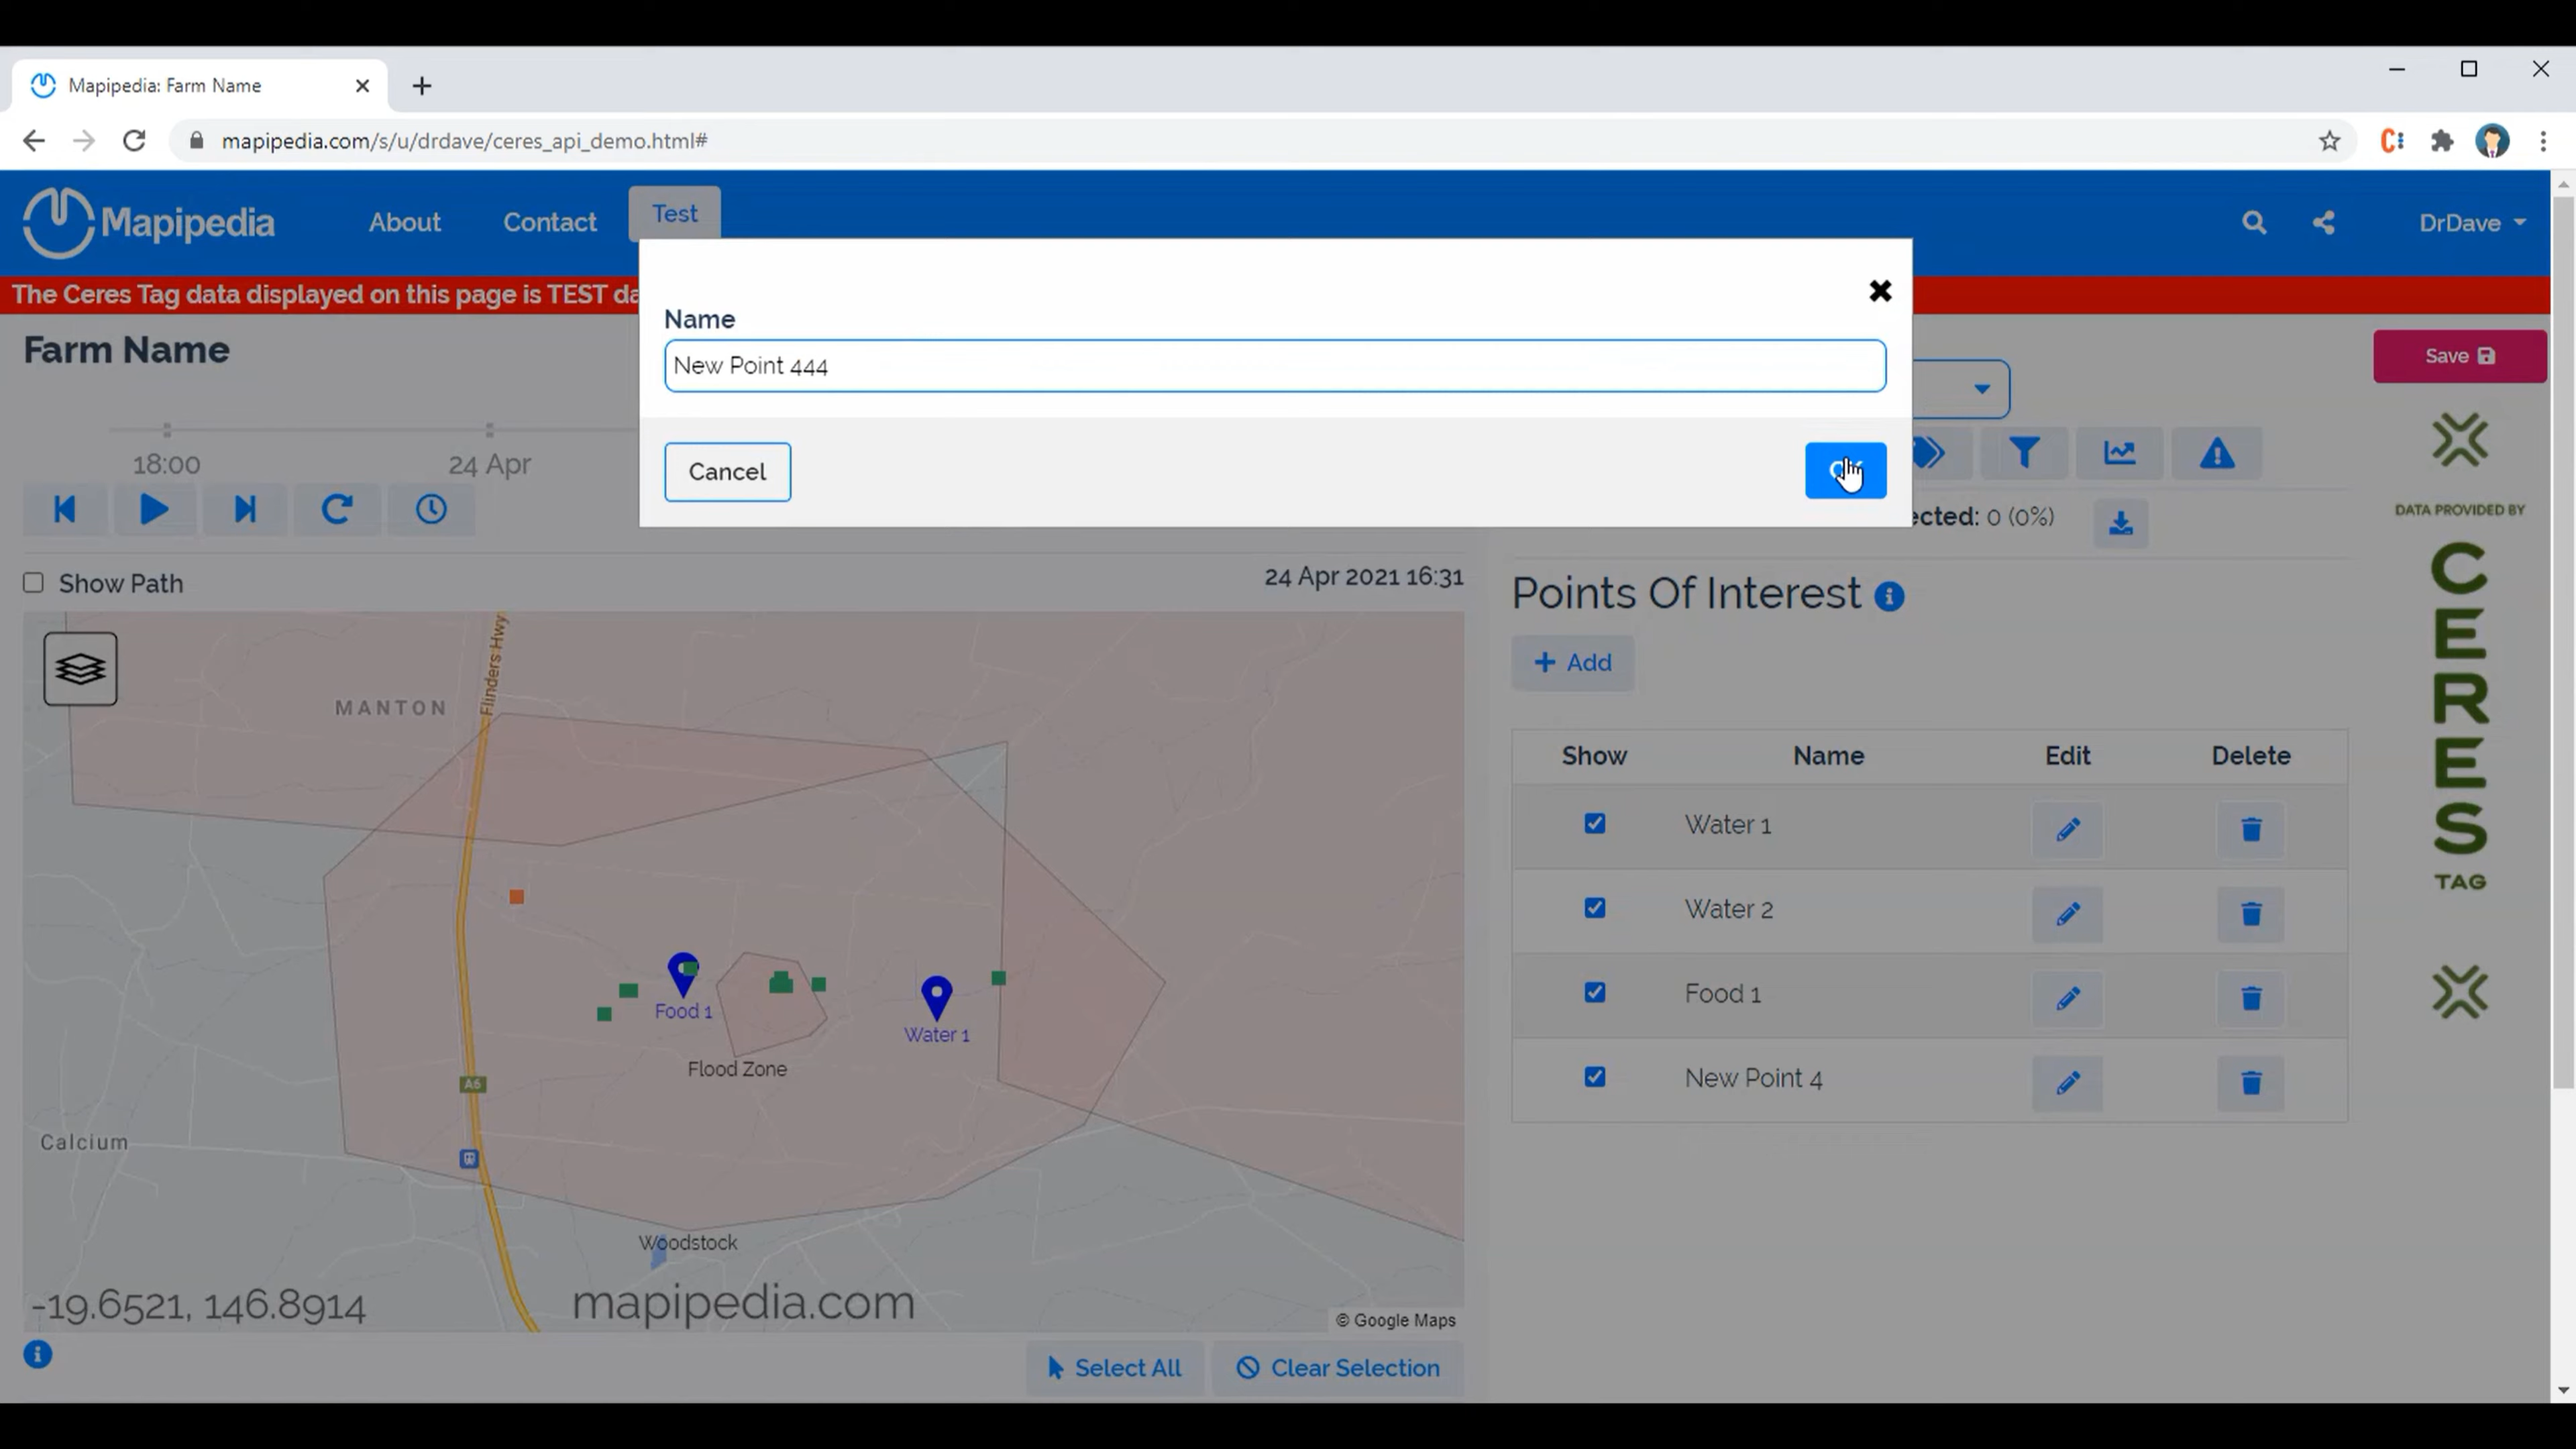 Mapipedia: Farm Name
mapipedia.com/s/u/drdave/ceres_api_demo.html#
Mapipedia
About
Contact
Test
DrDave
The Ceres Tag data displayed on this page is TEST da
Name
New Point 444
Cancel
Farm Name
Save
18:00
24 Apr
ected: 0 (0%)
DATA PROVIDED BY
CERES
TAG
Show Path
24 Apr 2021 16:31
Points Of Interest
Add
Show Name Edit Delete
Water 1
Water 2
Food 1
New Point 4
Flinders Hwy
MANTON
Food 1
Water 1
Flood Zone
A6
Calcium
Woodstock
-19.6521, 146.8914
mapipedia.com
© Google Maps
Select All
Clear Selection